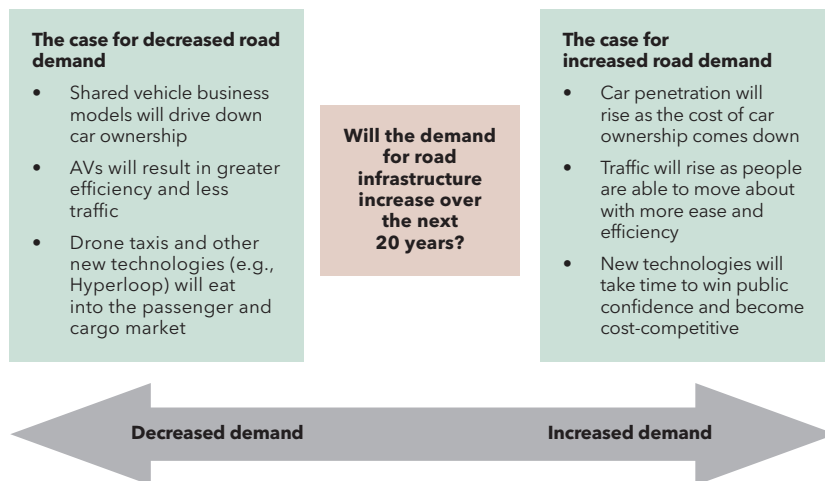 The case for decreased road
demand
• Shared vehicle business
models will drive down
car ownership
• AVs will result in greater
efficiency and less
traffic
• Drone taxis and other
new technologies (e.g.,
Hyperloop) will eat
into the passenger and
cargo market
Will the demand
for road
infrastructure
increase over
the next
20 years?
The case for
increased road demand
• Car penetration will
rise as the cost of car
ownership comes down
• Traffic will rise as people
are able to move about
with more ease and
efficiency
• New technologies will
take time to win public
confidence and become
cost-competitive
Decreased demand
Increased demand